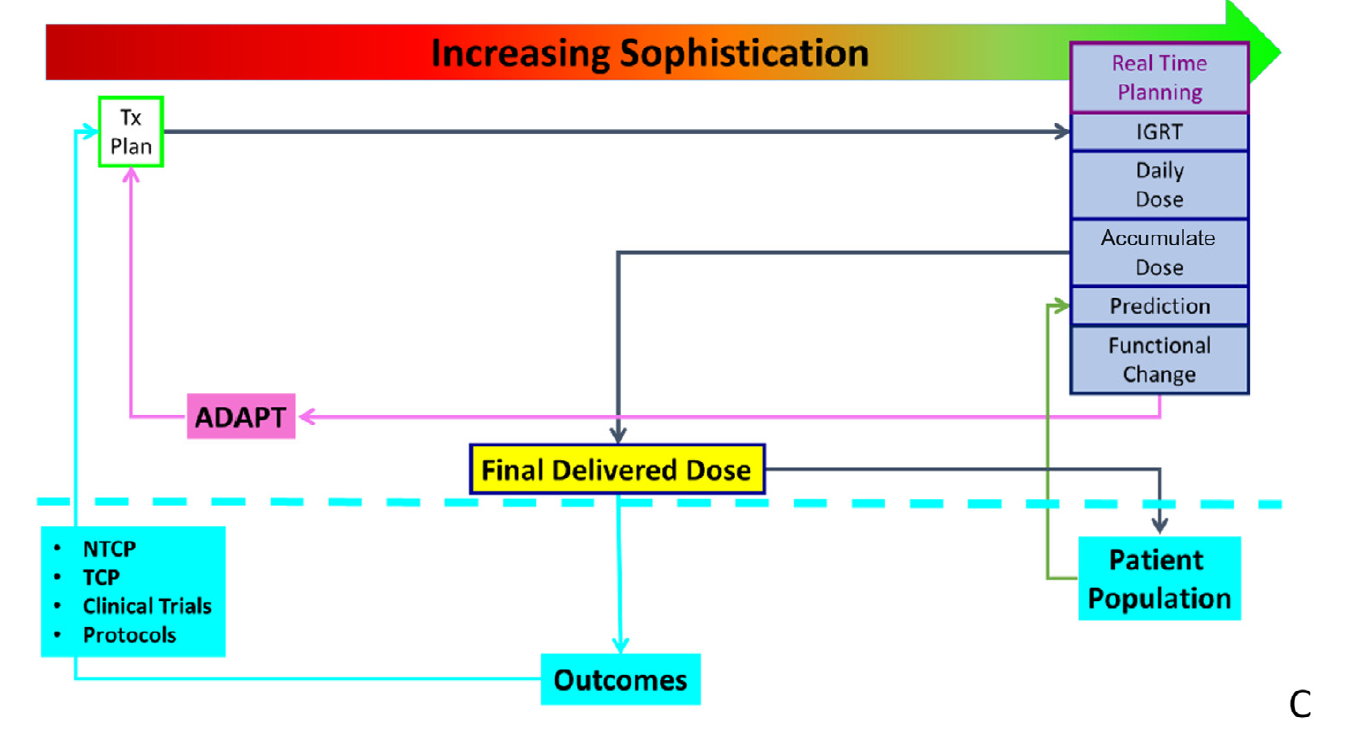 Increasing Sophistication
Real Time
Planning
Tx
Plan
IGRT
Daily
Dose
Accumulate
Dose
Prediction
Functional
Change
ADAPT
Final Delivered Dose
• NTCP
• TCP
• Clinical Trials
• Protocols
Patient
Population
Outcomes
C